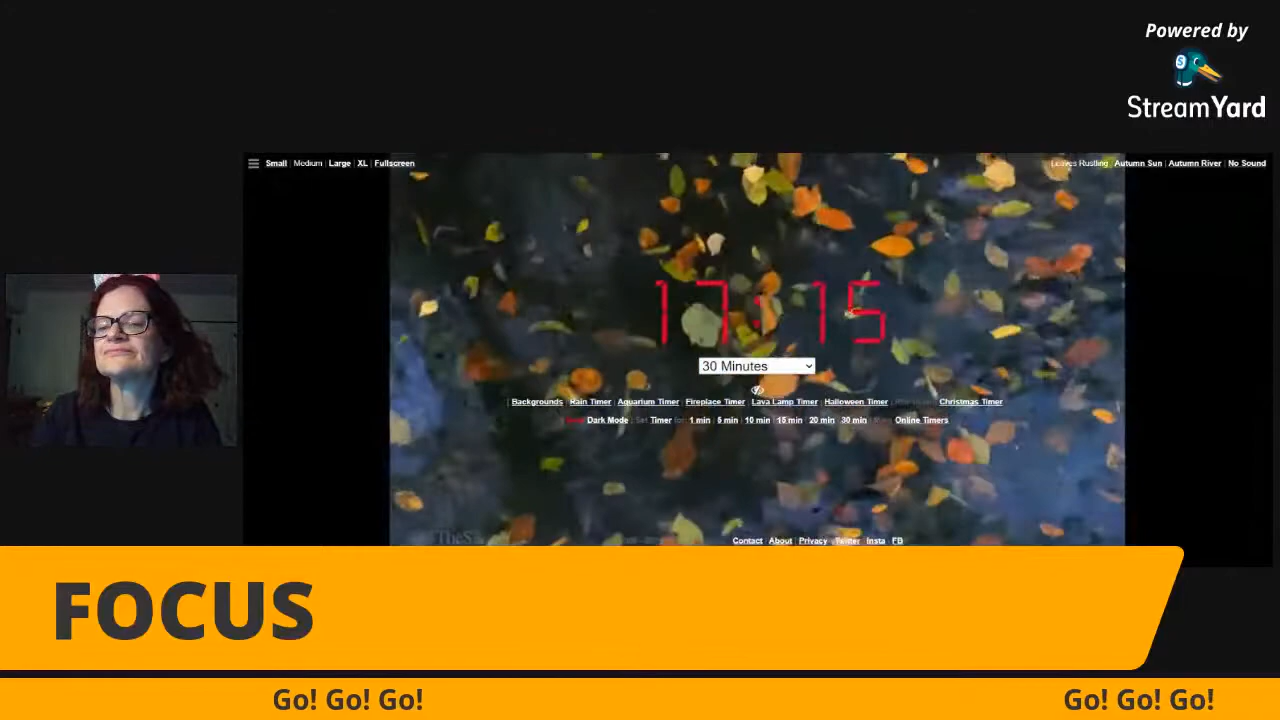 Powered by
StreamYard
Small | Medium | Large | XL | Fullscreen
Leaves Rustling | Autumn Sun | Autumn River | No Sound
17:15
30 Minutes
| Backgrounds | Rain Timer | Aquarium Timer | Fireplace Timer | Lava Lamp Timer | Halloween Timer | Christmas Timer
Dark Mode | Set Timer for: 1 min | 5 min | 10 min | 15 min | 20 min | 30 min | Online Timers
Contact | About | Privacy | Twitter | Insta | FB
FOCUS
Go! Go! Go! Go! Go! Go!